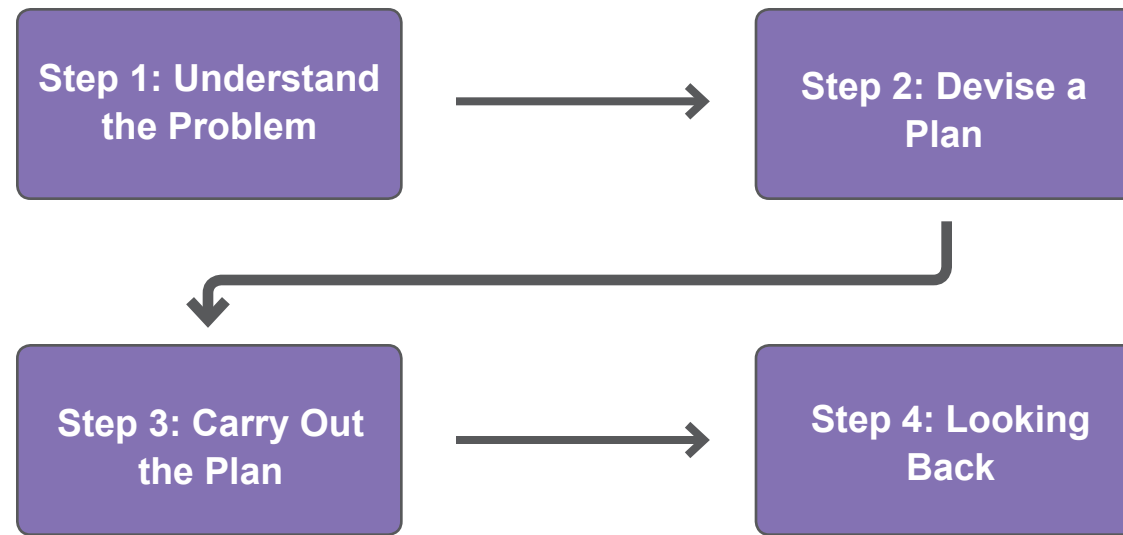 Step 1: Understand
the Problem
Step 2: Devise a
Plan
Step 3: Carry Out
the Plan
Step 4: Looking
Back